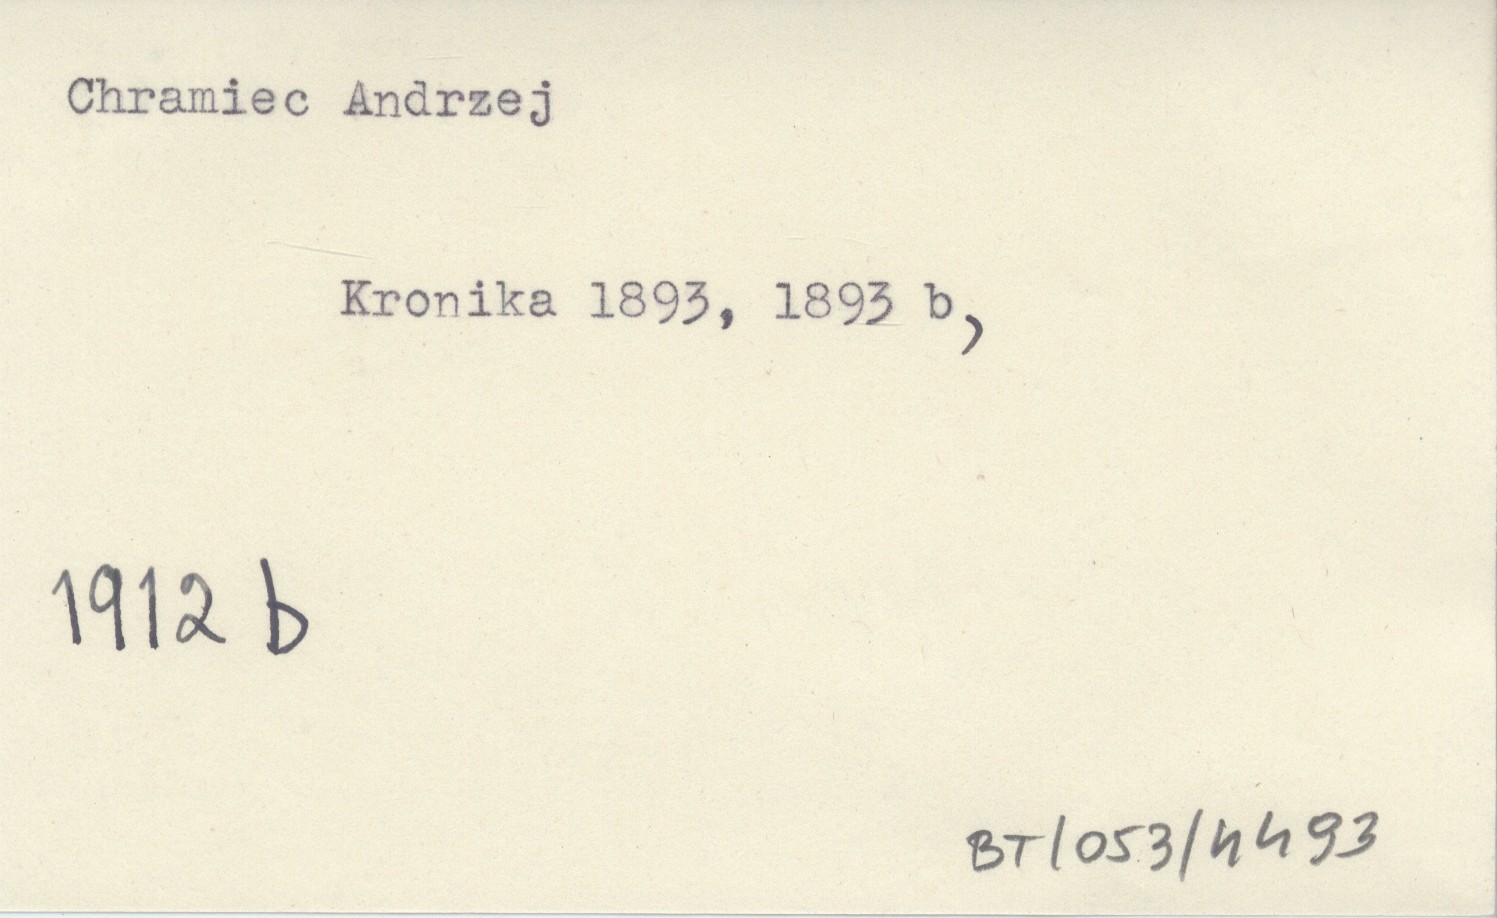 Chramiec Andrzej
Kronika 1893, 1893 b,
1912 b
BT/053/4493